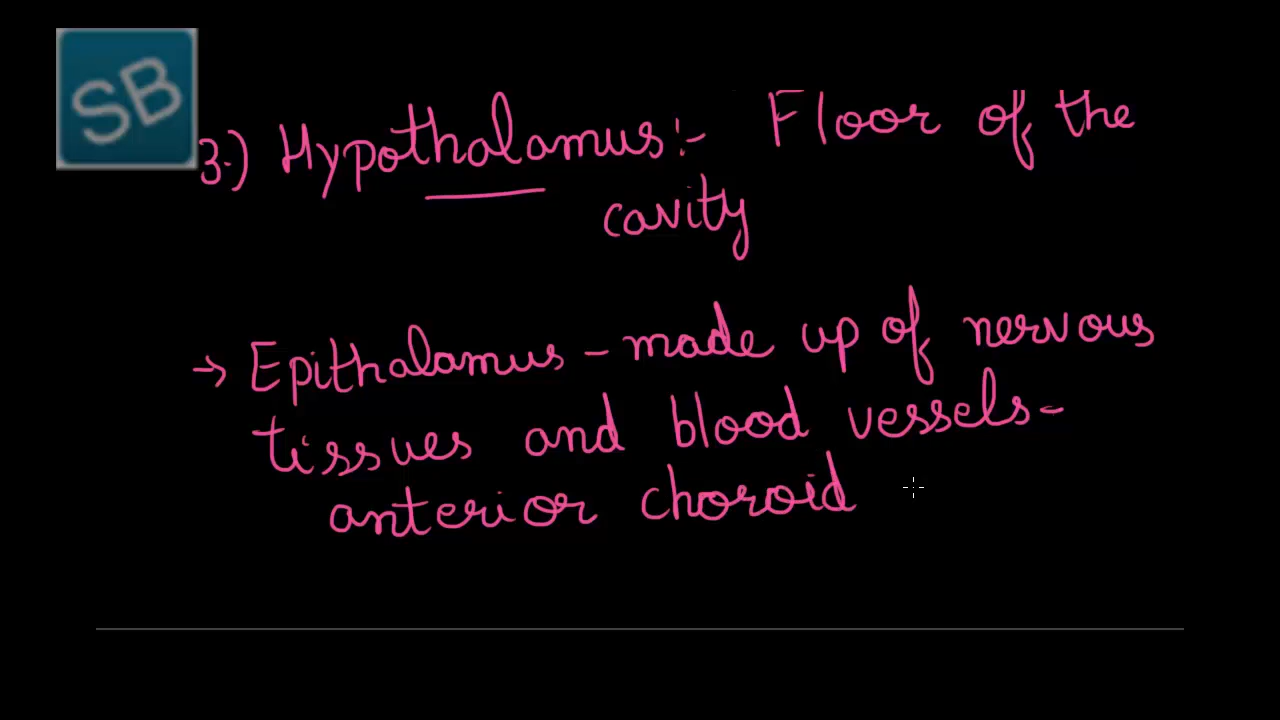 SB
3.) Hypothalamus:- Floor of the
cavity
→ Epithalamus - made up of nervous
tissues and blood vessels -
anterior choroid